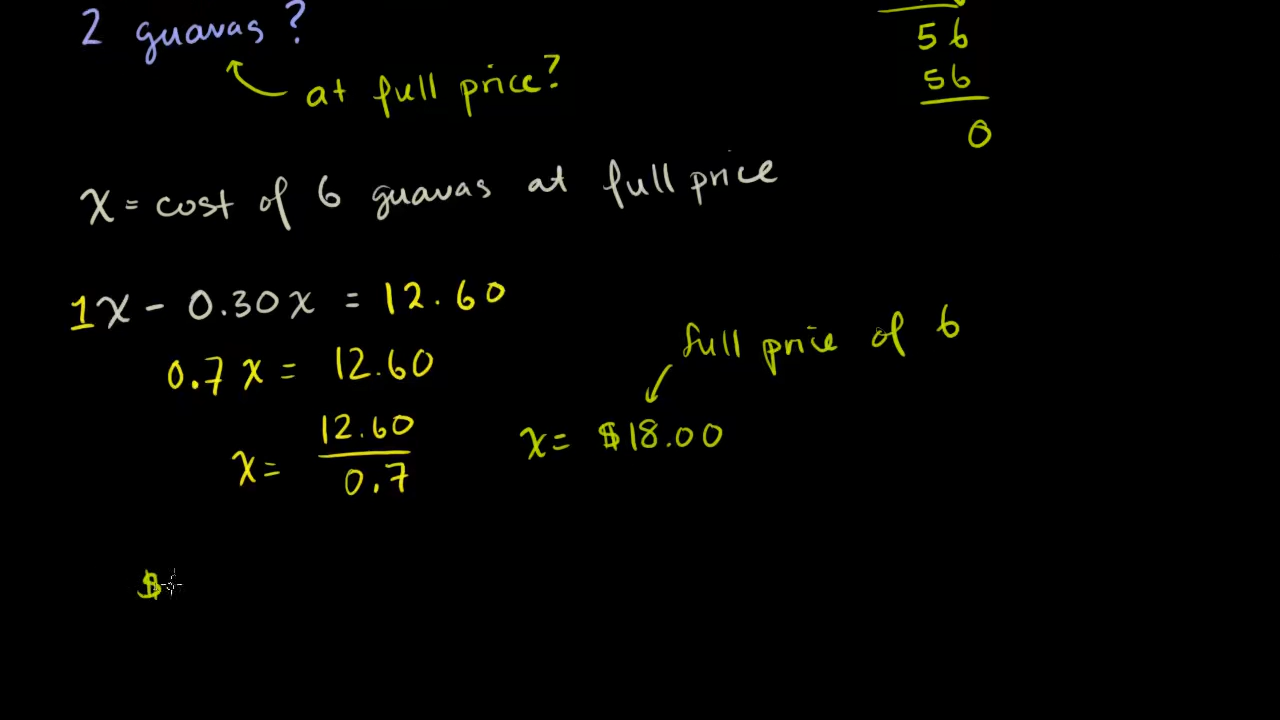 2 guavas?
at full price?
56
56
0
x = cost of 6 guavas at full price
1x - 0.30x = 12.60
0.7x = 12.60
full price of 6
x = 12.60
0.7
x = $18.00
$